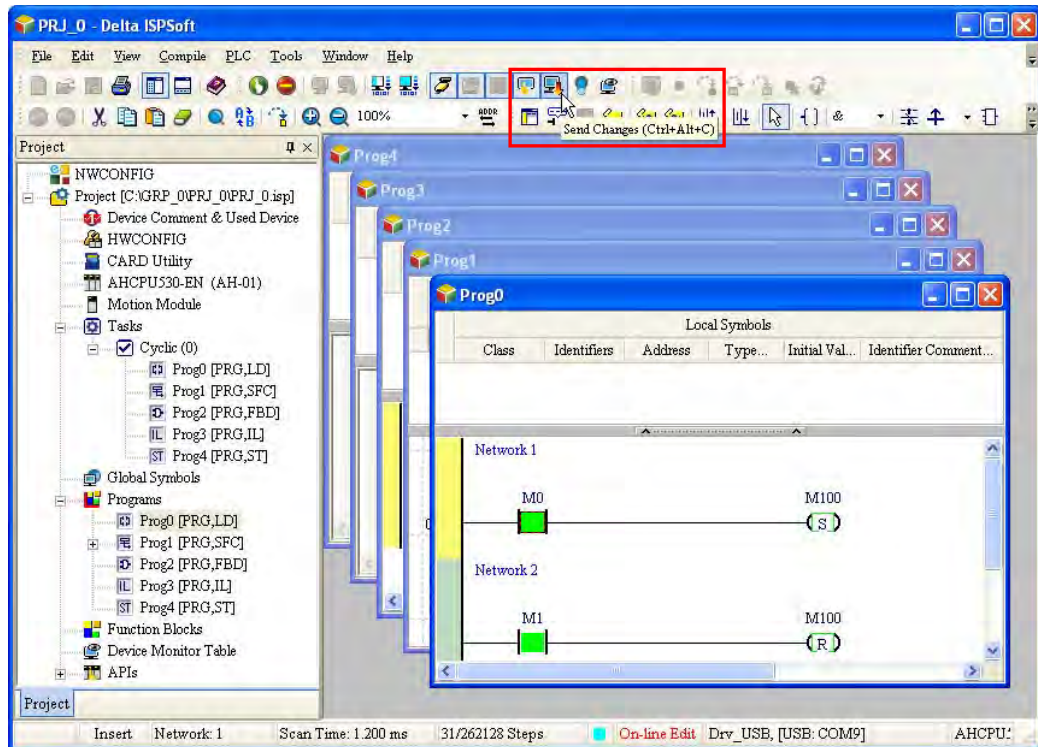 PRJ_0 - Delta ISPSoft
File Edit View Compile PLC Tools Window Help
100%
ADDR
Send Changes (Ctrl+Alt+C)
Project
NWCONFIG
Project [C:\GRP_0\PRJ_0\PRJ_0.isp]
Device Comment & Used Device
HWCONFIG
CARD Utility
AHCPU530-EN (AH-01)
Motion Module
Tasks
Cyclic (0)
Prog0 [PRG,LD]
Prog1 [PRG,SFC]
Prog2 [PRG,FBD]
Prog3 [PRG,IL]
Prog4 [PRG,ST]
Global Symbols
Programs
Prog0 [PRG,LD]
Prog1 [PRG,SFC]
Prog2 [PRG,FBD]
Prog3 [PRG,IL]
Prog4 [PRG,ST]
Function Blocks
Device Monitor Table
APIs
Project
Prog4
Prog3
Prog2
Prog1
Prog0
Local Symbols
Class Identifiers Address Type... Initial Val... Identifier Comment...
Network 1
M0 M100
S
Network 2
M1 M100
R
Insert Network: 1 Scan Time: 1.200 ms 31/262128 Steps On-line Edit Drv_USB, [USB: COM9]